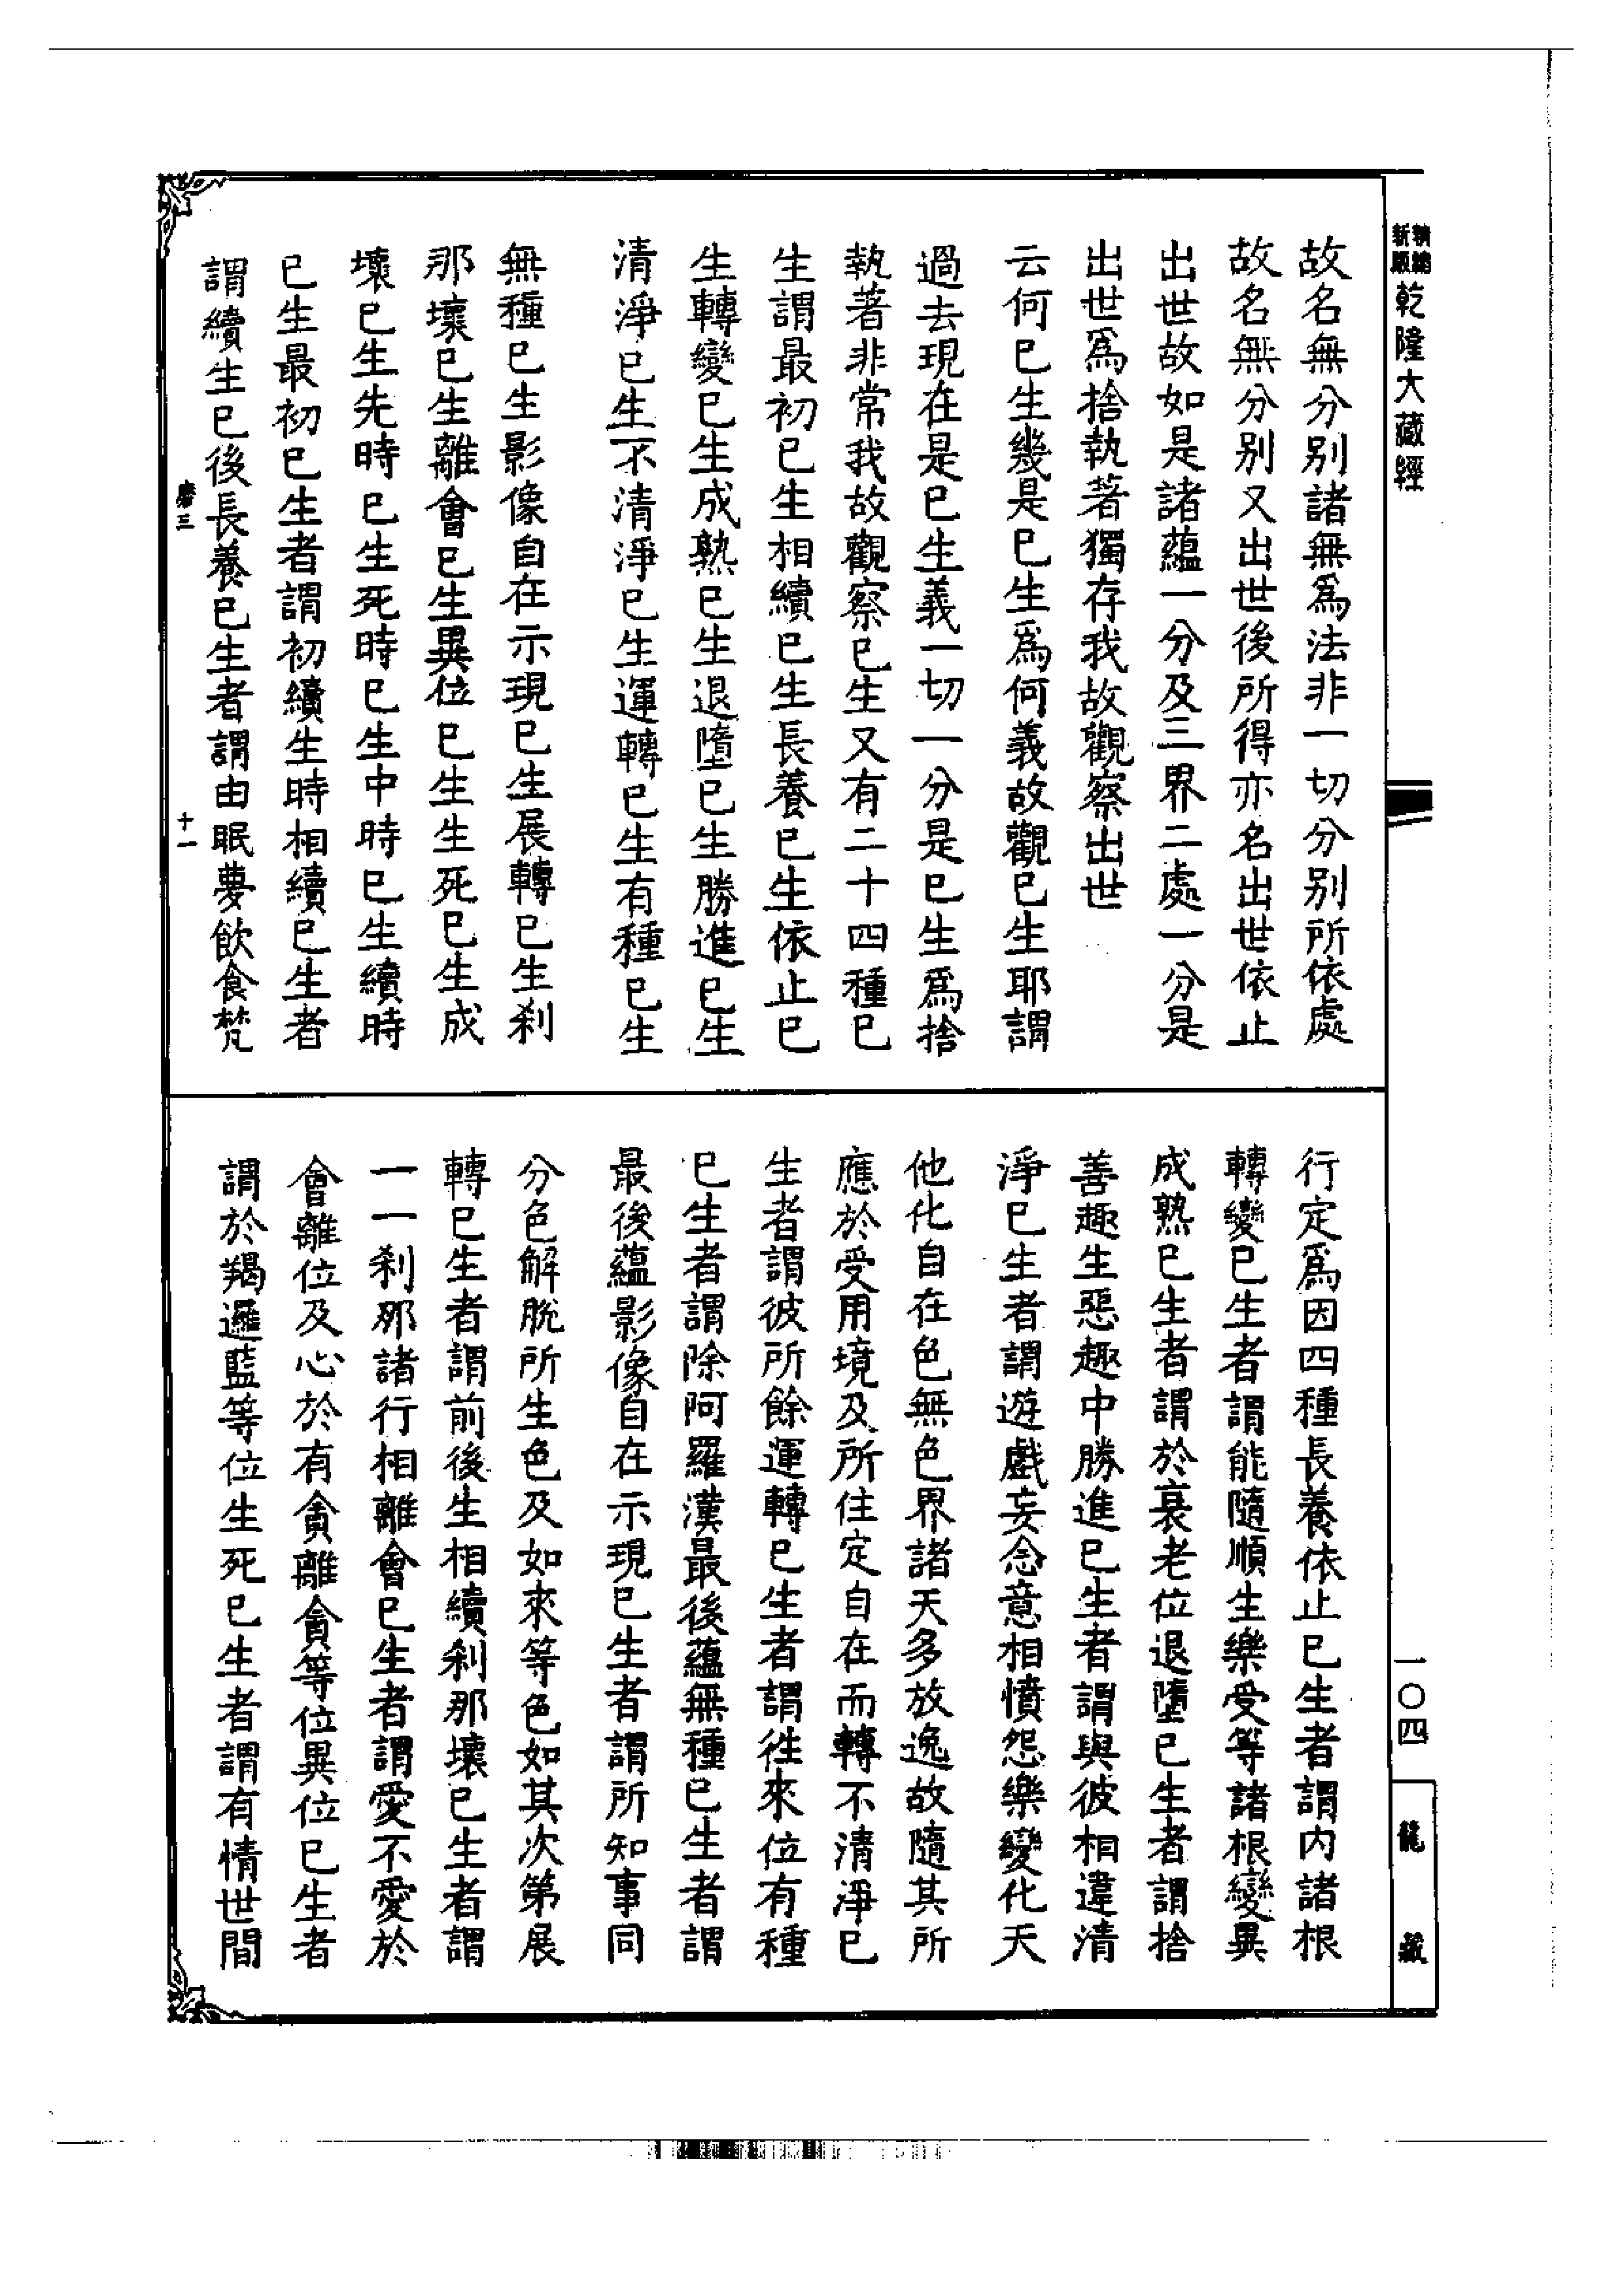 精縮
新版
乾隆大藏經
故名無分别諸無爲法非一切分别所依處
故名無分别又出世後所得亦名出世依止
出世故如是諸蘊一分及三界二處一分是
出世爲捨執著獨存我故觀察出世
云何已生幾是已生爲何義故觀已生耶謂
過去現在是已生義一切一分是已生爲捨
執著非常我故觀察已生又有二十四種已
生謂最初已生相續已生長養已生依止已
生轉變已生成熟已生退墮已生勝進已生
清淨已生不清淨已生運轉已生有種已生
無種已生影像自在示現已生展轉已生刹
那壞已生離會已生異位已生生死已生成
壞已生先時已生死時已生中時已生續時
已生最初已生者謂初續生時相續已生者
謂續生已後長養已生者謂由眠夢飲食梵
磨三
十一
行定爲因四種長養依止已生者謂内諸根
轉變已生者謂能隨順生樂受等諸根變異
成熟已生者謂於衰老位退墮已生者謂捨
善趣生惡趣中勝進已生者謂與彼相違清
淨已生者謂遊戲妄念意相憤怨樂變化天
他化自在色無色界諸天多放逸故隨其所
應於受用境及所住定自在而轉不清淨已
生者謂彼所餘運轉已生者謂往來位有種
已生者謂除阿羅漢最後蘊無種已生者謂
最後蘊影像自在示現已生者謂所知事同
分色解脫所生色及如來等色如其次第展
轉已生者謂前後生相續刹那壞已生者謂
一一刹那諸行相離會已生者謂愛不愛於
會離位及心於有貪離貪等位異位已生者
謂於羯邏藍等位生死已生者謂有情世間
一〇四
龍藏